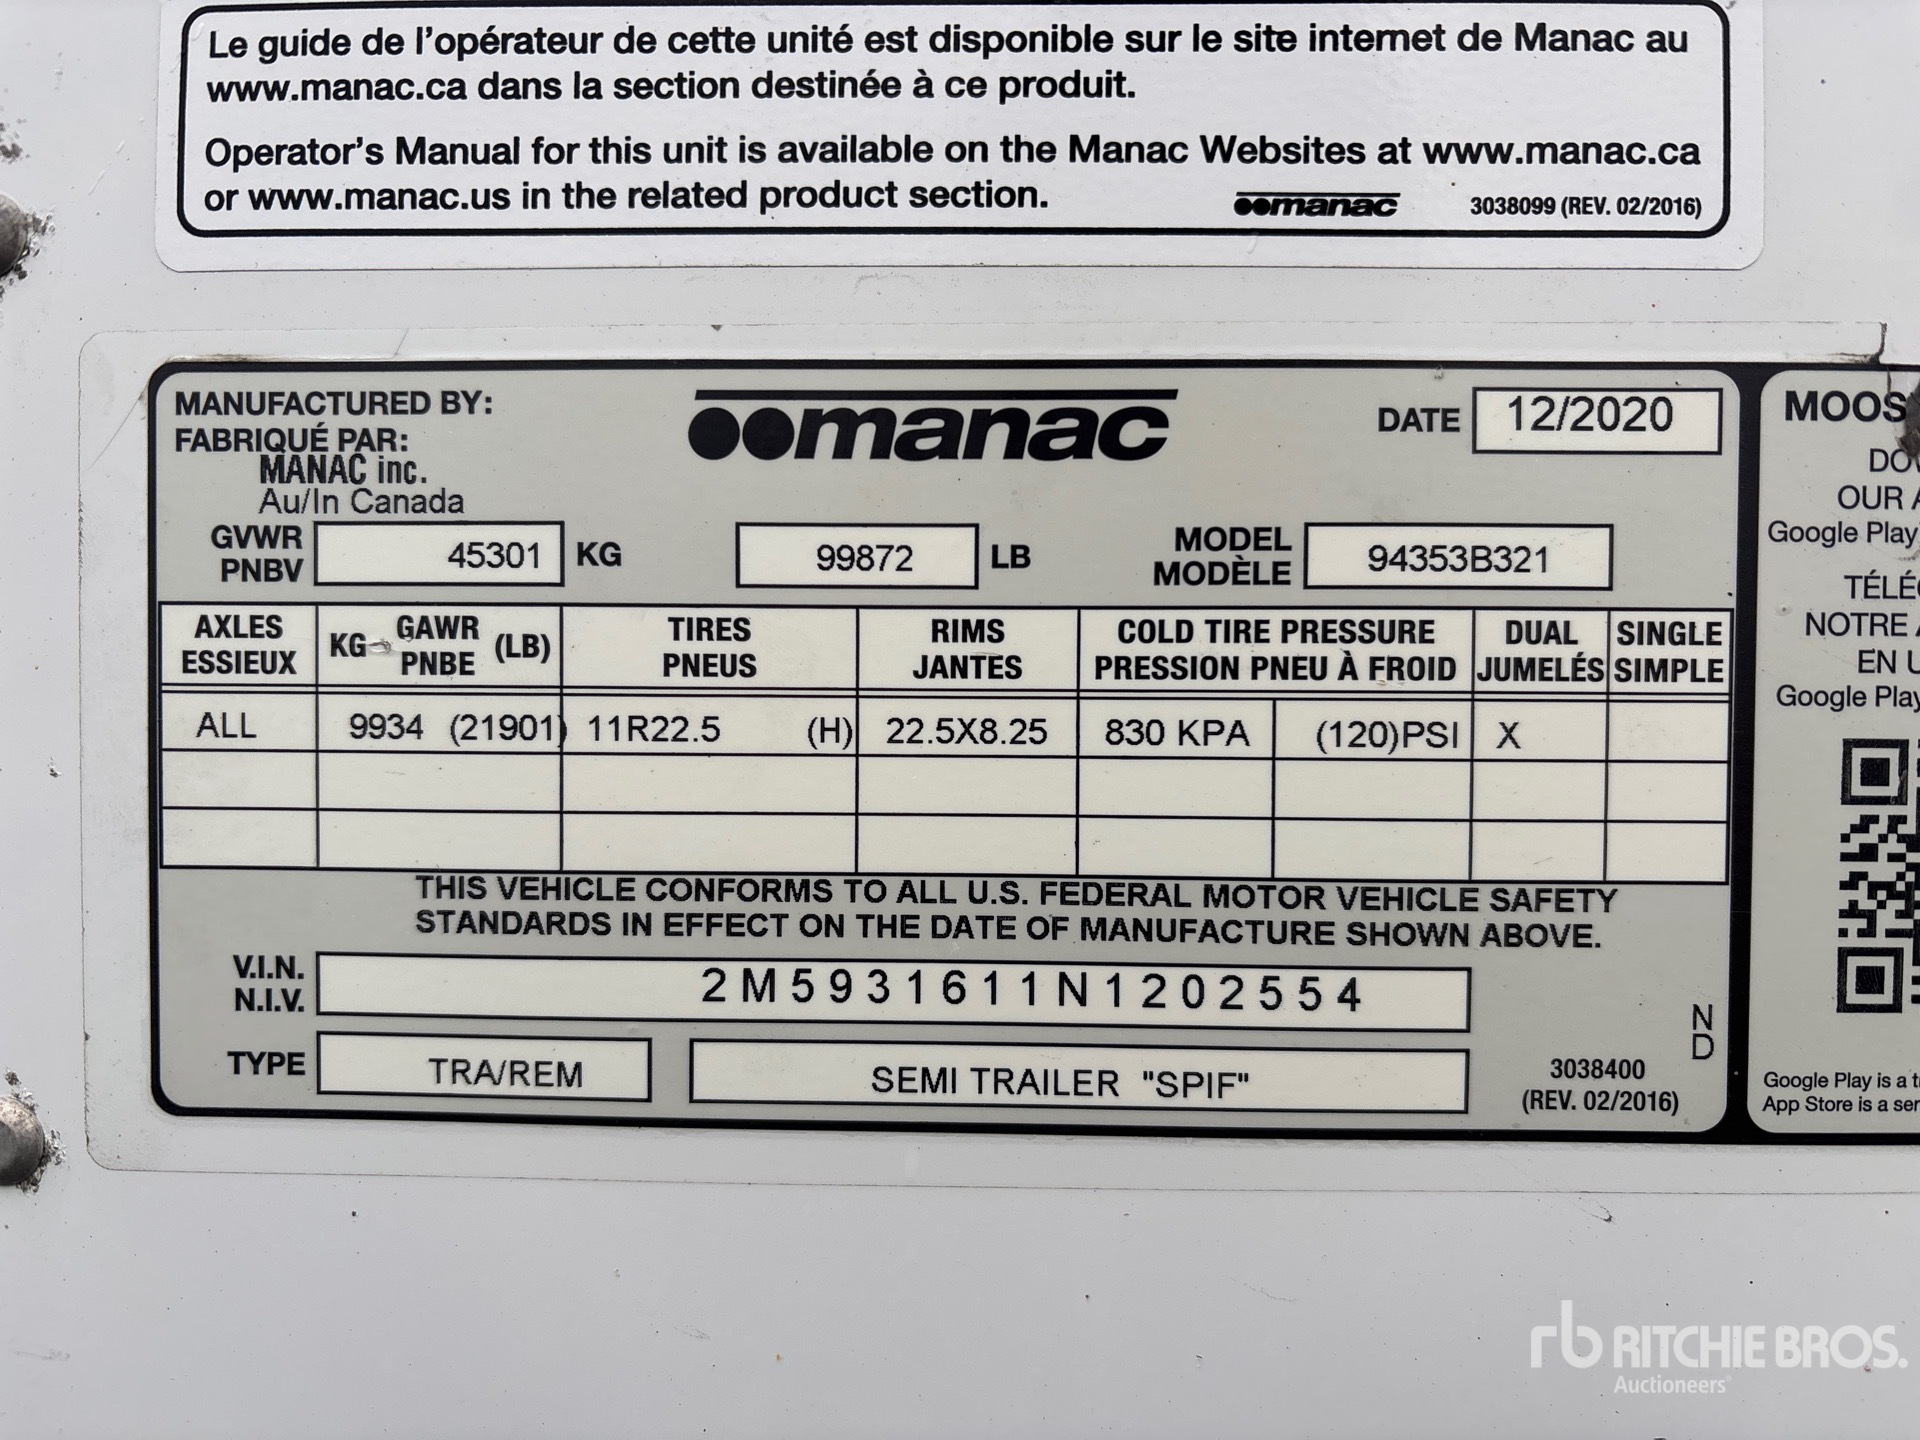 Le guide de l'opérateur de cette unité est disponible sur le site internet de Manac au
www.manac.ca dans la section destinée à ce produit.
Operator's Manual for this unit is available on the Manac Websites at www.manac.ca
or www.manac.us in the related product section.
manac 3038099 (REV. 02/2016)
MANUFACTURED BY:
FABRIQUÉ PAR:
MANAC inc.
Au/In Canada
manac
DATE 12/2020
GVWR
PNBV
45301 KG
99872 LB
MODEL
MODÈLE
94353B321
AXLES
ESSIEUX
KG GAWR (LB)
PNBE
TIRES
PNEUS
RIMS
JANTES
COLD TIRE PRESSURE
PRESSION PNEU À FROID
DUAL
JUMELÉS
SINGLE
SIMPLE
ALL 9934 (21901) 11R22.5 (H) 22.5X8.25 830 KPA (120)PSI X
THIS VEHICLE CONFORMS TO ALL U.S. FEDERAL MOTOR VEHICLE SAFETY
STANDARDS IN EFFECT ON THE DATE OF MANUFACTURE SHOWN ABOVE.
V.I.N.
N.I.V.
2M5931611N1202554
TYPE TRA/REM SEMI TRAILER "SPIF"
3038400
(REV. 02/2016)
ND
OUR
Google Play
NOTRE
EN
Google Play
Google Play is a
App Store is a
rb RITCHIE BROS.
Auctioneers